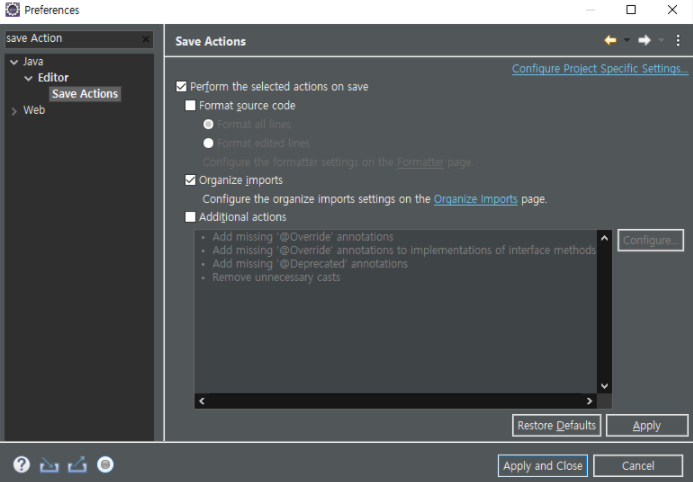 Preferences
save Action
Java
Editor
Save Actions
Web
Save Actions
Configure Project Specific Settings...
Perform the selected actions on save
Format source code
Format all lines
Format edited lines
Configure the formatter settings on the Formatter page.
Organize imports
Configure the organize imports settings on the Organize Imports page.
Additional actions
Add missing '@Override' annotations
Add missing '@Override' annotations to implementations of interface methods
Add missing '@Deprecated' annotations
Remove unnecessary casts
Configure...
Restore Defaults
Apply
Apply and Close
Cancel